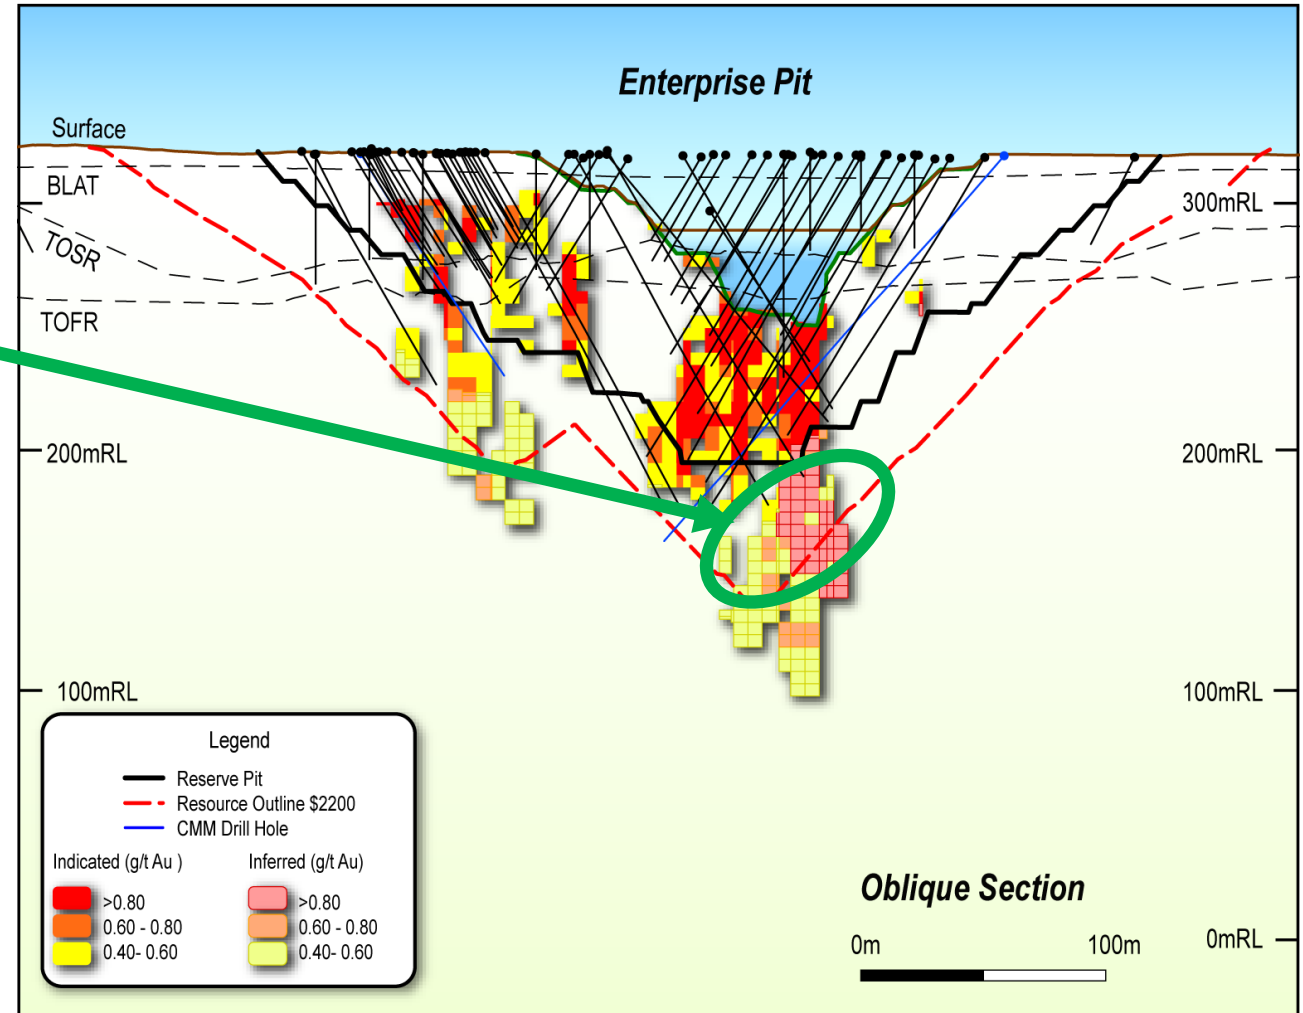 Enterprise Pit
Surface
BLAT
TOSR
TOFR
300mRL
200mRL
200mRL
100mRL
100mRL
0mRL
Legend
Reserve Pit
Resource Outline $2200
CMM Drill Hole
Indicated (g/t Au )
Inferred (g/t Au)
>0.80
>0.80
0.60 - 0.80
0.60 - 0.80
0.40- 0.60
0.40- 0.60
Oblique Section
0m
100m